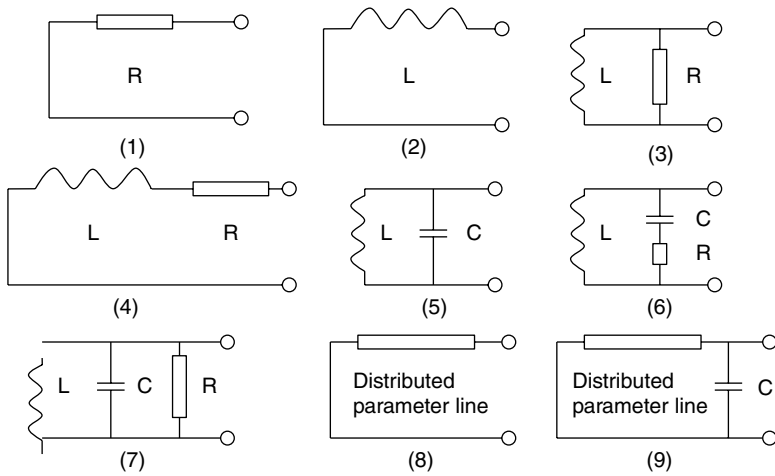 R
(1)
L
(2)
L R
(3)
L R
(4)
L C
(5)
L C
R
(6)
L C R
(7)
Distributed
parameter line
(8)
Distributed
parameter line
C
(9)